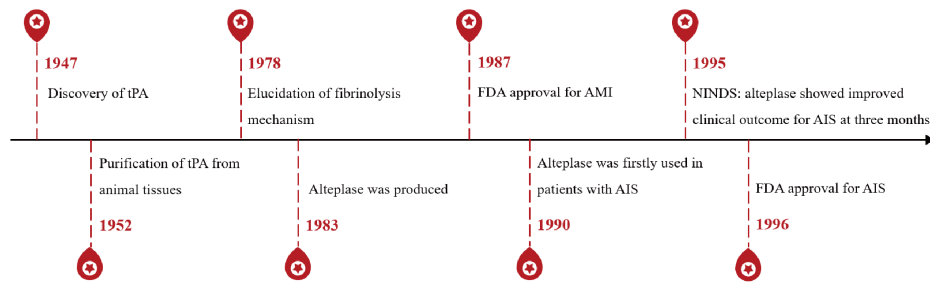 1947
Discovery of tPA
1978
Elucidation of fibrinolysis
mechanism
1987
FDA approval for AMI
1995
NINDS: alteplase showed improved
clinical outcome for AIS at three months
Purification of tPA from
animal tissues
1952
Alteplase was produced
1983
Alteplase was firstly used in
patients with AIS
1990
FDA approval for AIS
1996